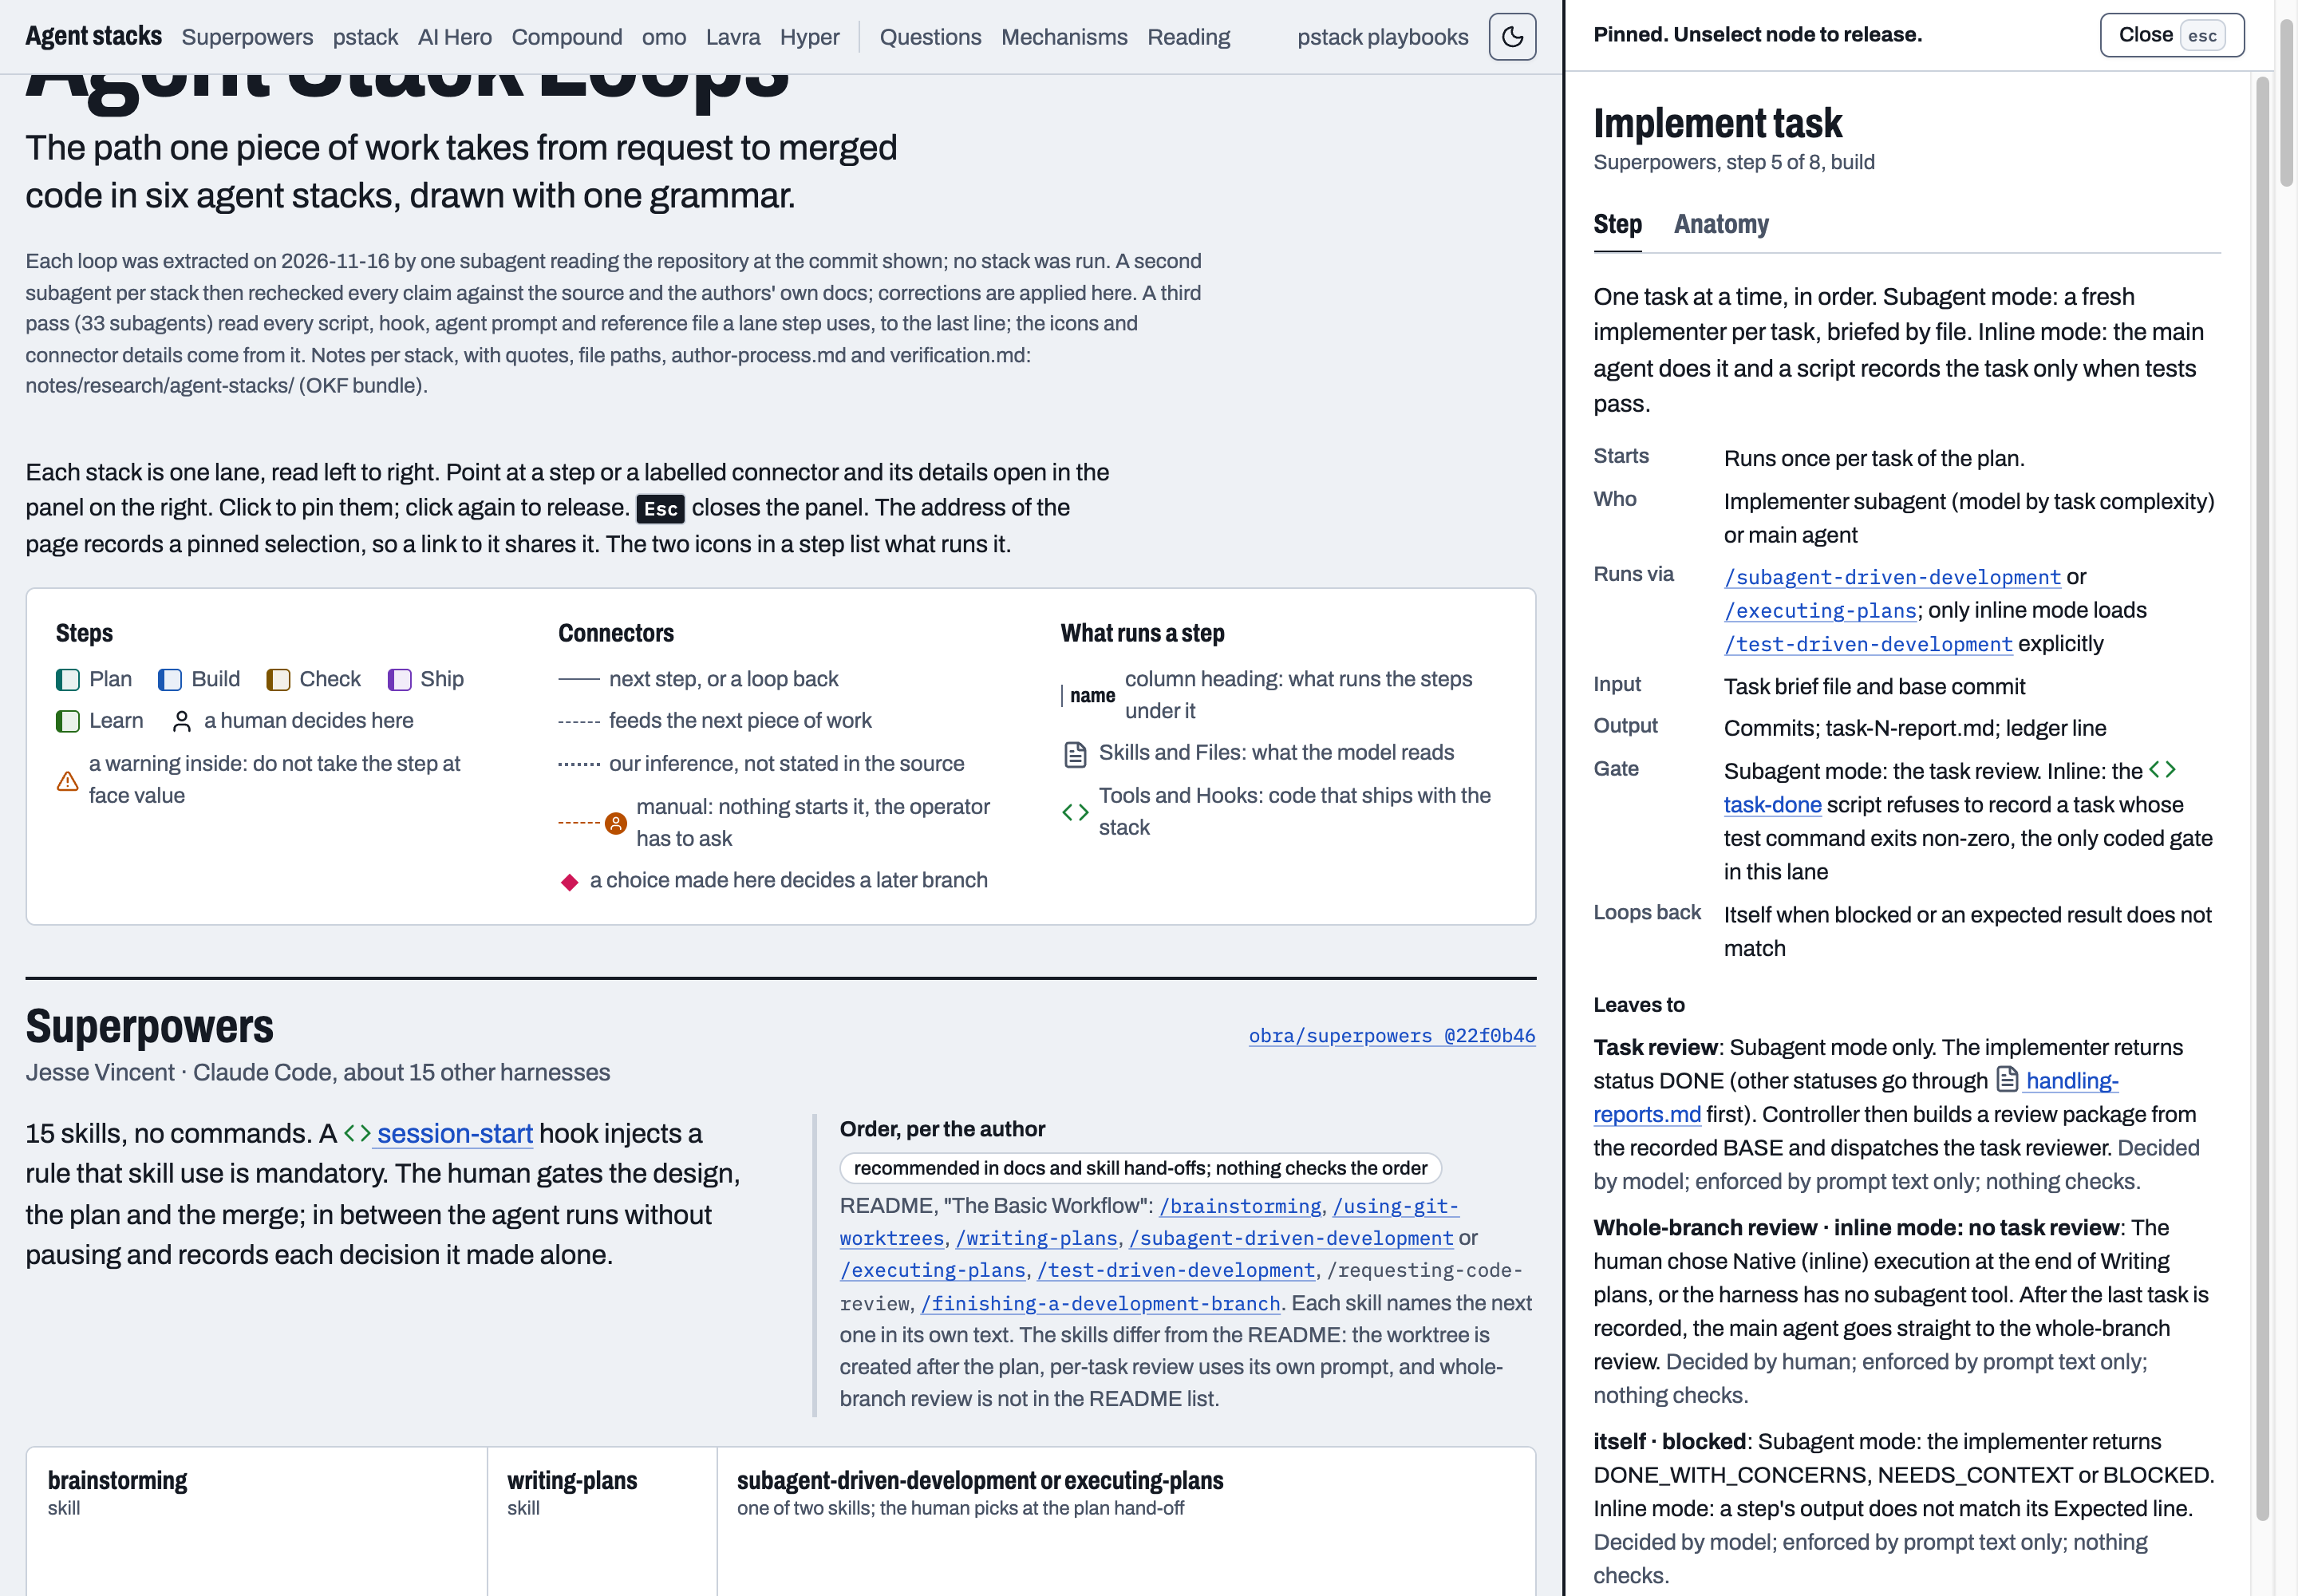 Agent stacks Superpowers pstack AI Hero Compound omo Lavra Hyper Questions Mechanisms Reading pstack playbooks
Agent Stack Loops
The path one piece of work takes from request to merged
code in six agent stacks, drawn with one grammar.
Each loop was extracted on 2026-11-16 by one subagent reading the repository at the commit shown; no stack was run. A second
subagent per stack then rechecked every claim against the source and the authors' own docs; corrections are applied here. A third
pass (33 subagents) read every script, hook, agent prompt and reference file a lane step uses, to the last line; the icons and
connector details come from it. Notes per stack, with quotes, file paths, author-process.md and verification.md:
notes/research/agent-stacks/ (OKF bundle).
Each stack is one lane, read left to right. Point at a step or a labelled connector and its details open in the
panel on the right. Click to pin them; click again to release. Esc closes the panel. The address of the
page records a pinned selection, so a link to it shares it. The two icons in a step list what runs it.
Steps
Plan Build Check Ship
Learn a human decides here
a warning inside: do not take the step at
face value
Connectors
next step, or a loop back
feeds the next piece of work
our inference, not stated in the source
manual: nothing starts it, the operator
has to ask
a choice made here decides a later branch
What runs a step
name column heading: what runs the steps
under it
Skills and Files: what the model reads
Tools and Hooks: code that ships with the
stack
Superpowers
obra/superpowers @22f0b46
Jesse Vincent · Claude Code, about 15 other harnesses
15 skills, no commands. A session-start hook injects a
rule that skill use is mandatory. The human gates the design,
the plan and the merge; in between the agent runs without
pausing and records each decision it made alone.
Order, per the author
recommended in docs and skill hand-offs; nothing checks the order
README, "The Basic Workflow": /brainstorming, /using-git-
worktrees, /writing-plans, /subagent-driven-development or
/executing-plans, /test-driven-development, /requesting-code-
review, /finishing-a-development-branch. Each skill names the next
one in its own text. The skills differ from the README: the worktree is
created after the plan, per-task review uses its own prompt, and whole-
branch review is not in the README list.
brainstorming
skill
writing-plans
skill
subagent-driven-development or executing-plans
one of two skills; the human picks at the plan hand-off
Pinned. Unselect node to release.
Close esc
Implement task
Superpowers, step 5 of 8, build
Step Anatomy
One task at a time, in order. Subagent mode: a fresh
implementer per task, briefed by file. Inline mode: the main
agent does it and a script records the task only when tests
pass.
Starts Runs once per task of the plan.
Who Implementer subagent (model by task complexity)
or main agent
Runs via /subagent-driven-development or
/executing-plans; only inline mode loads
/test-driven-development explicitly
Input Task brief file and base commit
Output Commits; task-N-report.md; ledger line
Gate Subagent mode: the task review. Inline: the
task-done script refuses to record a task whose
test command exits non-zero, the only coded gate
in this lane
Loops back Itself when blocked or an expected result does not
match
Leaves to
Task review: Subagent mode only. The implementer returns
status DONE (other statuses go through handling-
reports.md first). Controller then builds a review package from
the recorded BASE and dispatches the task reviewer. Decided
by model; enforced by prompt text only; nothing checks.
Whole-branch review · inline mode: no task review: The
human chose Native (inline) execution at the end of Writing
plans, or the harness has no subagent tool. After the last task is
recorded, the main agent goes straight to the whole-branch
review. Decided by human; enforced by prompt text only;
nothing checks.
itself · blocked: Subagent mode: the implementer returns
DONE_WITH_CONCERNS, NEEDS_CONTEXT or BLOCKED.
Inline mode: a step's output does not match its Expected line.
Decided by model; enforced by prompt text only; nothing
checks.